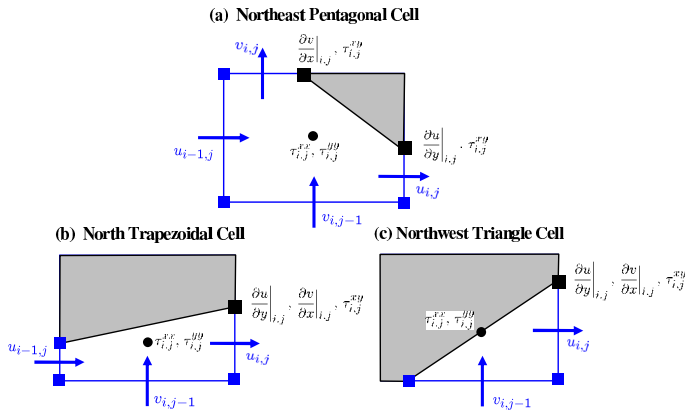 (a) Northeast Pentagonal Cell
v_{i,j}
∂v/∂x|_{i,j}, τ^{xy}_{i,j}
u_{i−1,j}
τ^{xx}_{i,j}, τ^{yy}_{i,j}
∂u/∂y|_{i,j} . τ^{xy}_{i,j}
u_{i,j}
v_{i,j−1}
(b) North Trapezoidal Cell
∂u/∂y|_{i,j}, ∂v/∂x|_{i,j}, τ^{xy}_{i,j}
u_{i−1,j}
τ^{xx}_{i,j}, τ^{yy}_{i,j}
u_{i,j}
v_{i,j−1}
(c) Northwest Triangle Cell
∂u/∂y|_{i,j}, ∂v/∂x|_{i,j}, τ^{xy}_{i,j}
τ^{xx}_{i,j}, τ^{yy}_{i,j}
u_{i,j}
v_{i,j−1}